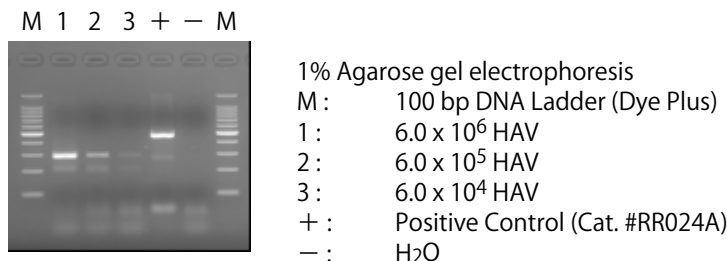 M 1 2 3 + − M
1% Agarose gel electrophoresis
M : 100 bp DNA Ladder (Dye Plus)
1 : 6.0 x 10⁶ HAV
2 : 6.0 x 10⁵ HAV
3 : 6.0 x 10⁴ HAV
+ : Positive Control (Cat. #RR024A)
− : H₂O